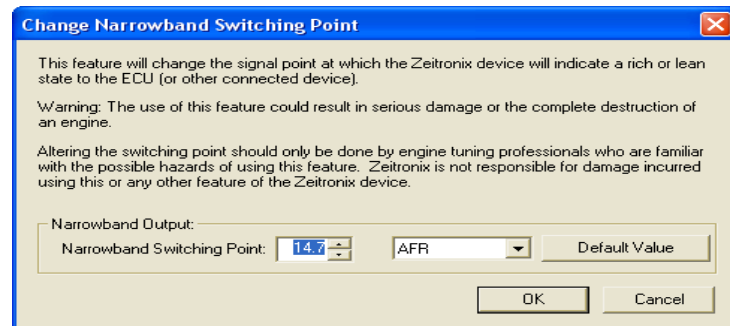 Change Narrowband Switching Point
This feature will change the signal point at which the Zeitronix device will indicate a rich or lean
state to the ECU (or other connected device).
Warning: The use of this feature could result in serious damage or the complete destruction of
an engine.
Altering the switching point should only be done by engine tuning professionals who are familiar
with the possible hazards of using this feature. Zeitronix is not responsible for damage incurred
using this or any other feature of the Zeitronix device.
Narrowband Output:
Narrowband Switching Point: 14.7 AFR Default Value
OK Cancel